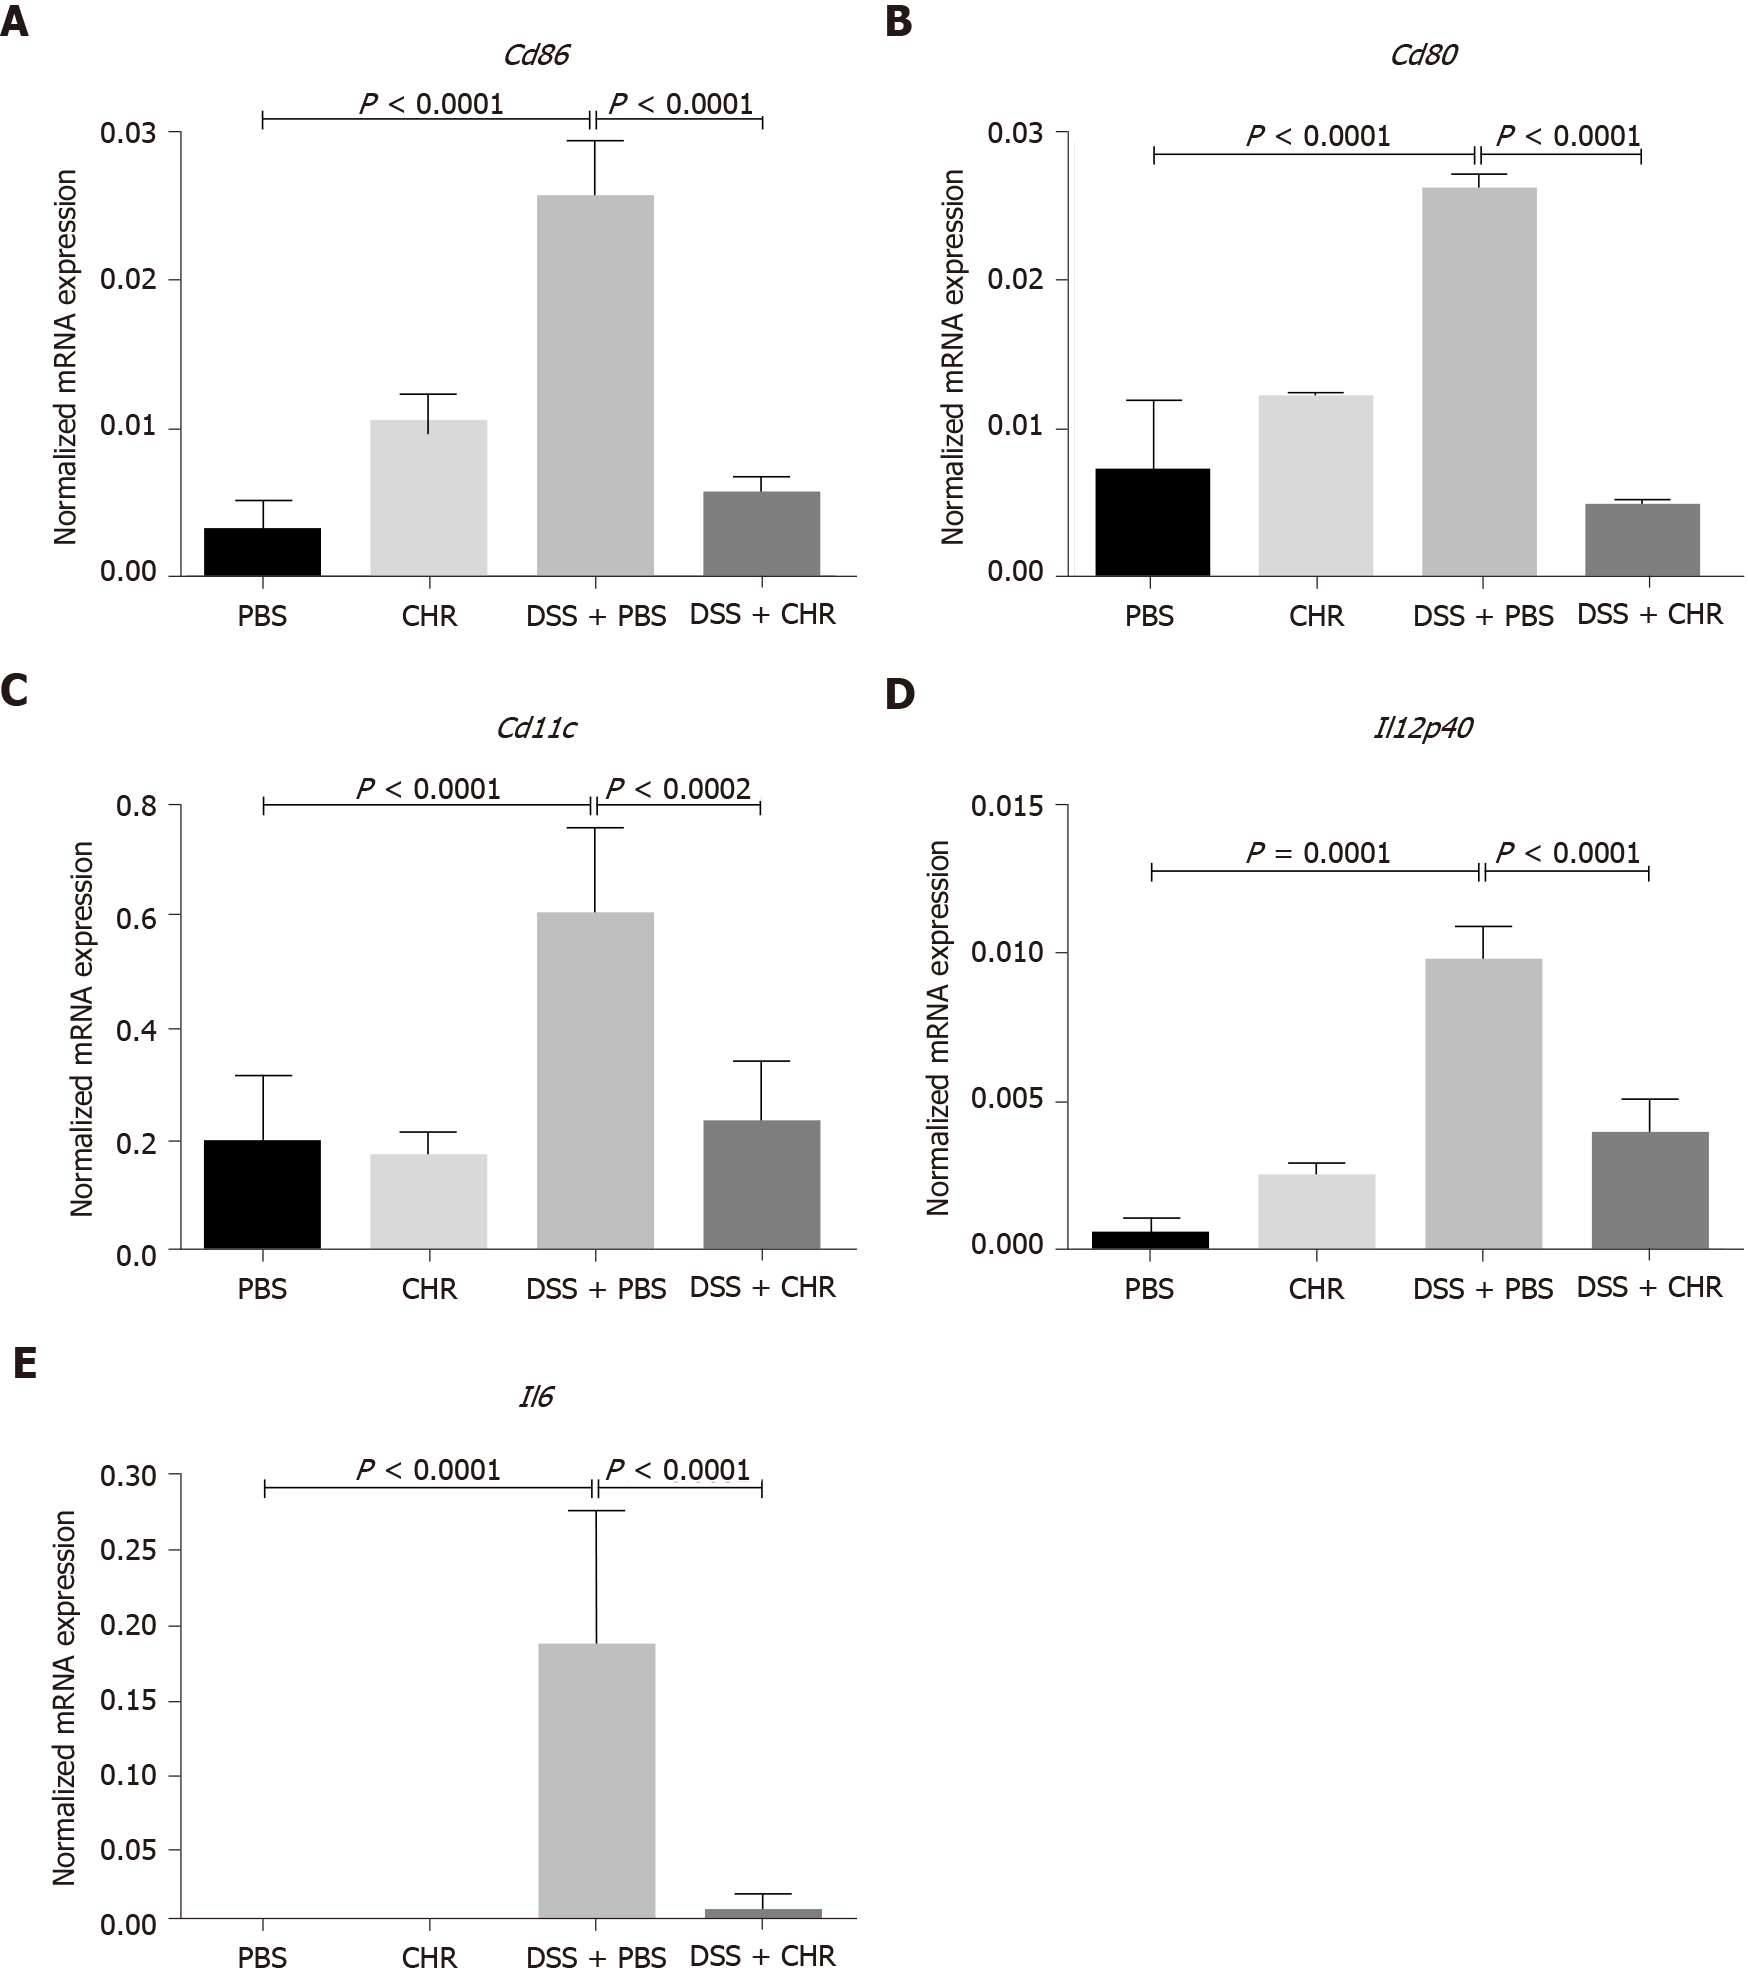 A
Cd86
P < 0.0001 P < 0.0001
Normalized mRNA expression
0.03
0.02
0.01
0.00
PBS CHR DSS + PBS DSS + CHR
B
Cd80
P < 0.0001 P < 0.0001
Normalized mRNA expression
0.03
0.02
0.01
0.00
PBS CHR DSS + PBS DSS + CHR
C
Cd11c
P < 0.0001 P < 0.0002
Normalized mRNA expression
0.8
0.6
0.4
0.2
0.0
PBS CHR DSS + PBS DSS + CHR
D
Il12p40
P = 0.0001 P < 0.0001
Normalized mRNA expression
0.015
0.010
0.005
0.000
PBS CHR DSS + PBS DSS + CHR
E
Il6
P < 0.0001 P < 0.0001
Normalized mRNA expression
0.30
0.25
0.20
0.15
0.10
0.05
0.00
PBS CHR DSS + PBS DSS + CHR